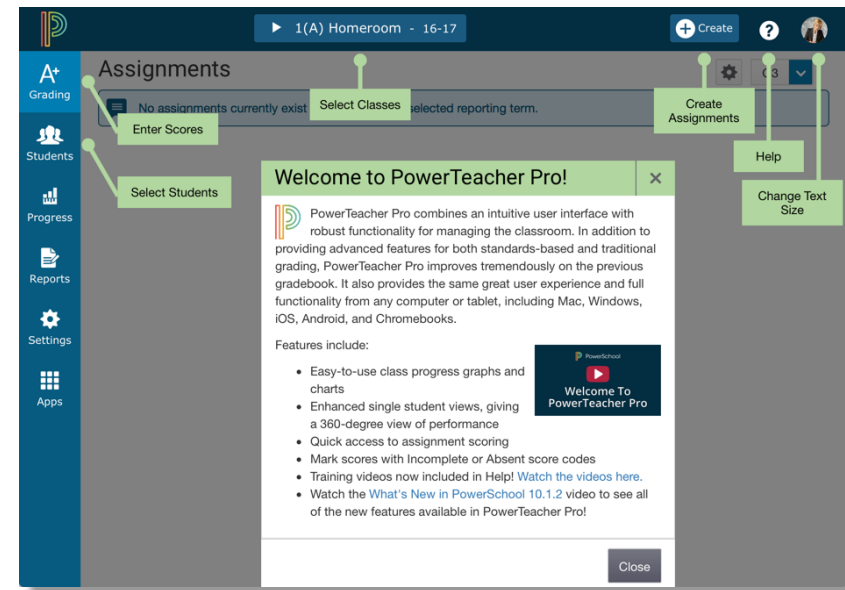 1(A) Homeroom - 16-17
Create
?
A+
Grading
Students
Progress
Reports
Settings
Apps
Assignments
3
No assignments currently exist
selected reporting term.
Enter Scores
Select Students
Select Classes
Create
Assignments
Help
Change Text
Size
Welcome to PowerTeacher Pro!
PowerTeacher Pro combines an intuitive user interface with
robust functionality for managing the classroom. In addition to
providing advanced features for both standards-based and traditional
grading, PowerTeacher Pro improves tremendously on the previous
gradebook. It also provides the same great user experience and full
functionality from any computer or tablet, including Mac, Windows,
iOS, Android, and Chromebooks.
Features include:
• Easy-to-use class progress graphs and
charts
• Enhanced single student views, giving
a 360-degree view of performance
• Quick access to assignment scoring
• Mark scores with Incomplete or Absent score codes
• Training videos now included in Help! Watch the videos here.
• Watch the What's New in PowerSchool 10.1.2 video to see all
of the new features available in PowerTeacher Pro!
PowerSchool
Welcome To
PowerTeacher Pro
Close